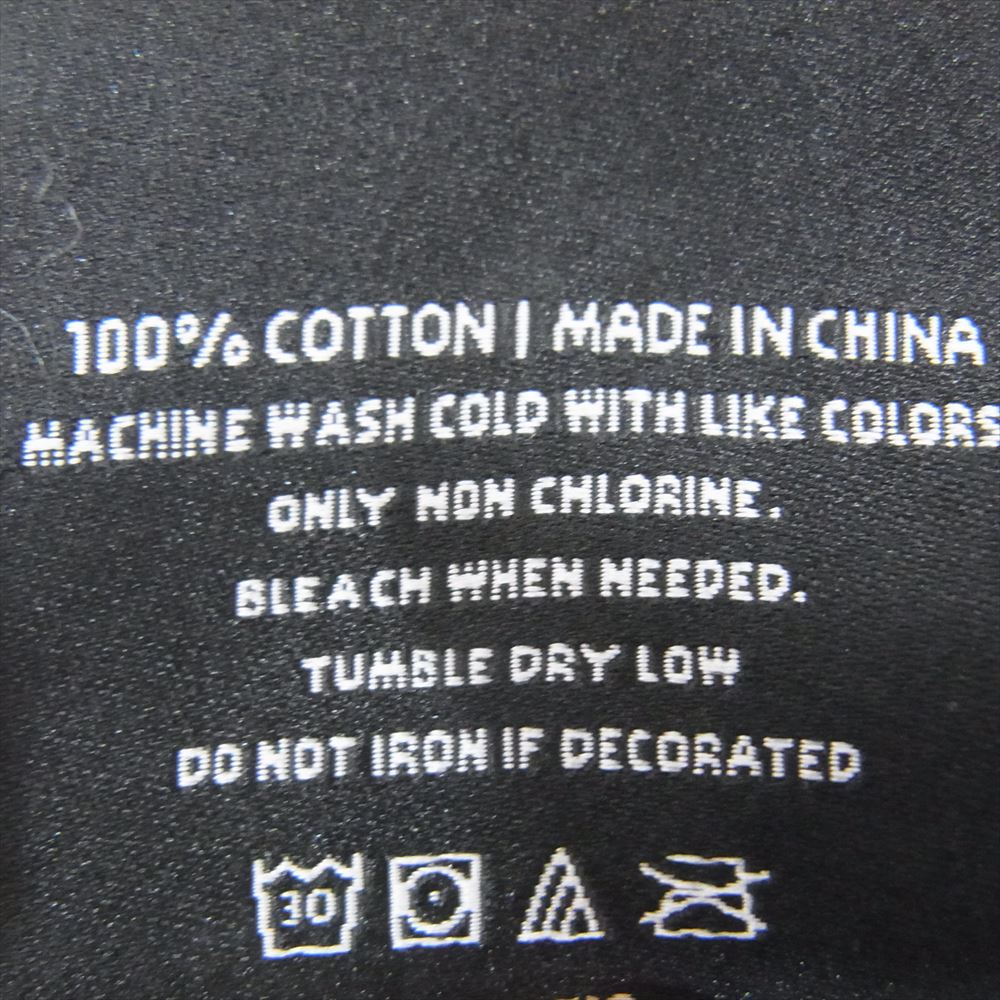 100% COTTON | MADE IN CHINA
MACHINE WASH COLD WITH LIKE COLORS
ONLY NON CHLORINE.
BLEACH WHEN NEEDED.
TUMBLE DRY LOW
DO NOT IRON IF DECORATED
30